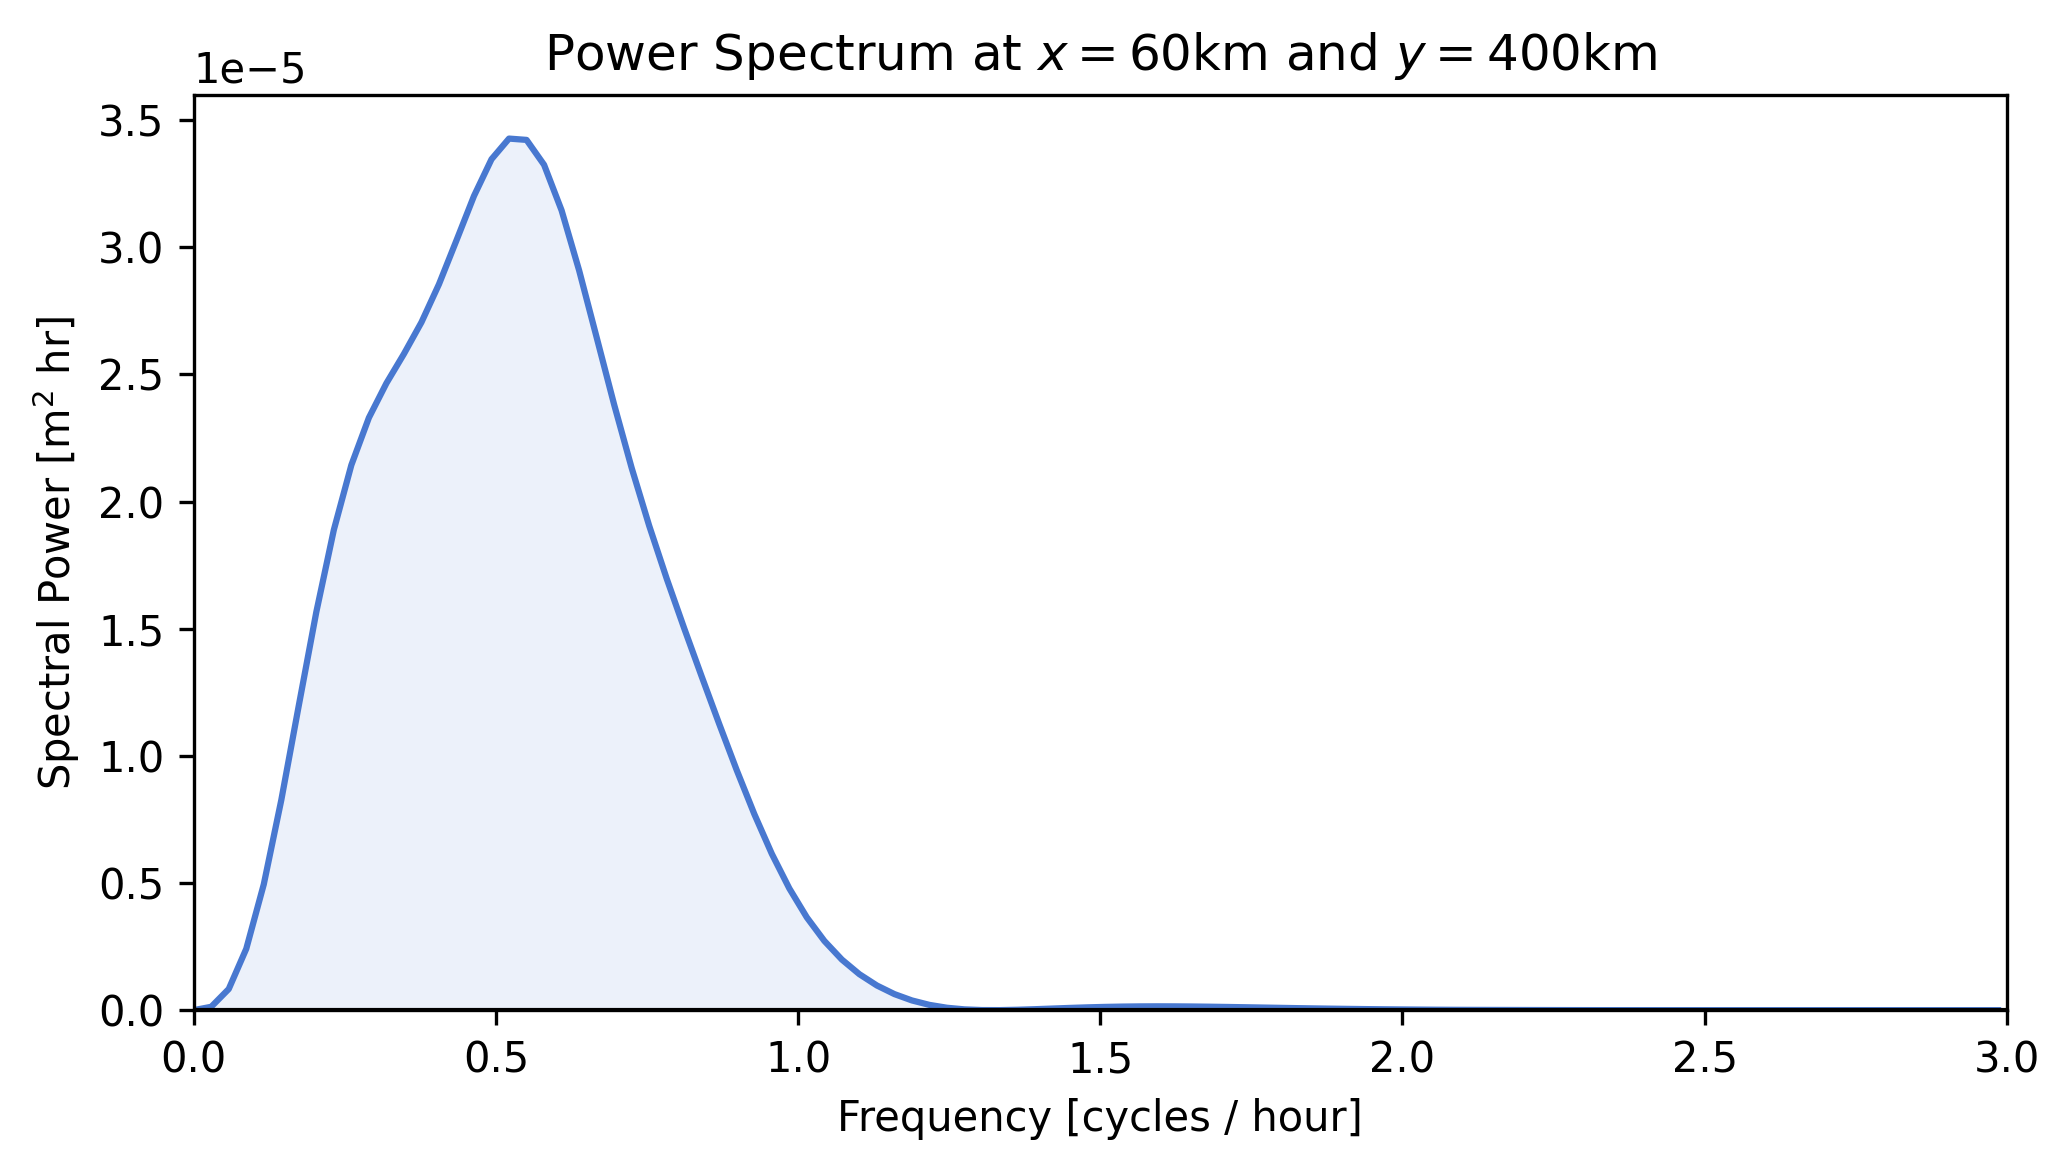 Power Spectrum at x = 60km and y = 400km
1e−5
3.5
3.0
2.5
2.0
1.5
1.0
0.5
0.0
Spectral Power [m² hr]
0.0 0.5 1.0 1.5 2.0 2.5 3.0
Frequency [cycles / hour]